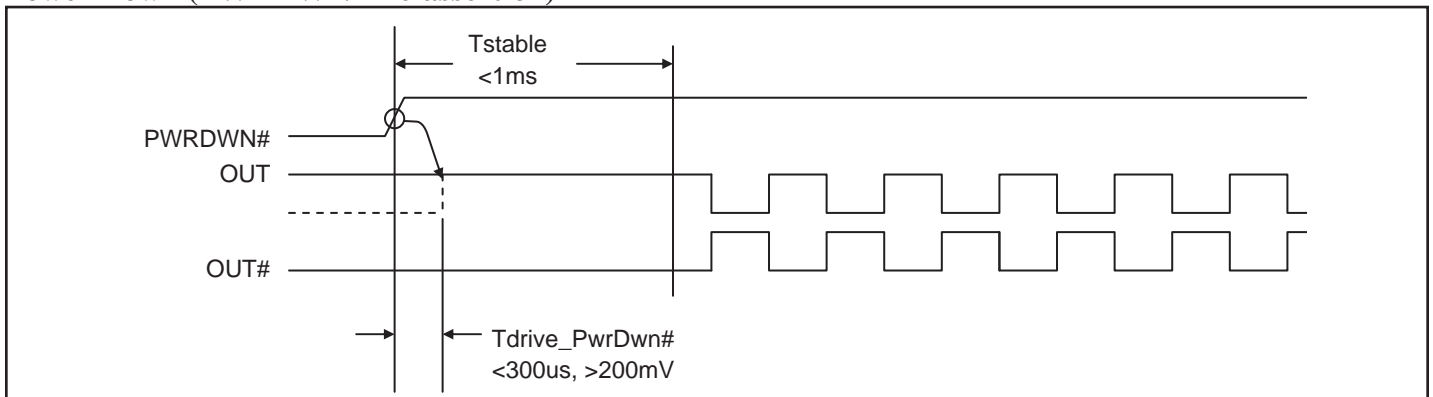 Tstable
<1ms
PWRDWN#
OUT
OUT#
Tdrive_PwrDwn#
<300us, >200mV